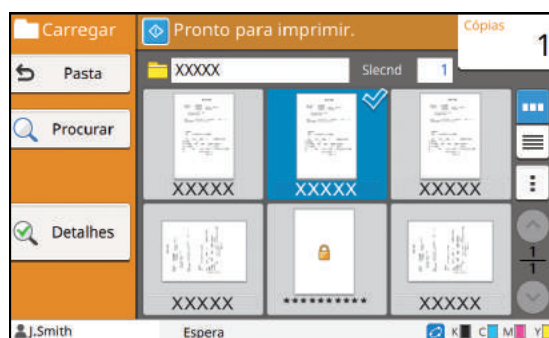 Carregar
Pronto para imprimir.
Cópias
1
Pasta
XXXXX
Slecnd
1
Procurar
XXXXX
XXXXX
XXXXX
Detalhes
1
1
XXXXX
**********
XXXXX
J.Smith
Espera
K C M Y